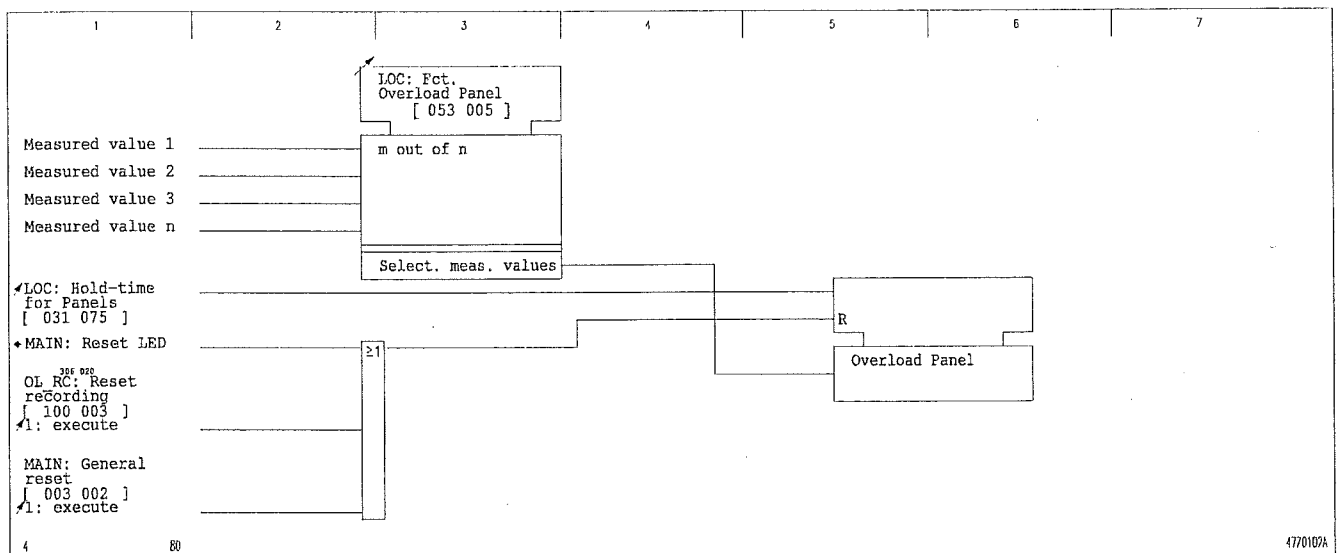 1 2 3 4 5 6 7
LOC: Fct.
Overload Panel
[ 053 005 ]
Measured value 1
m out of n
Measured value 2
Measured value 3
Measured value n
Select. meas. values
LOC: Hold-time
for Panels
[ 031 075 ]
R
MAIN: Reset LED
≥1
Overload Panel
306 020
OL_RC: Reset
recording
[ 100 003 ]
1: execute
MAIN: General
reset
[ 003 002 ]
1: execute
4 80
4770102A